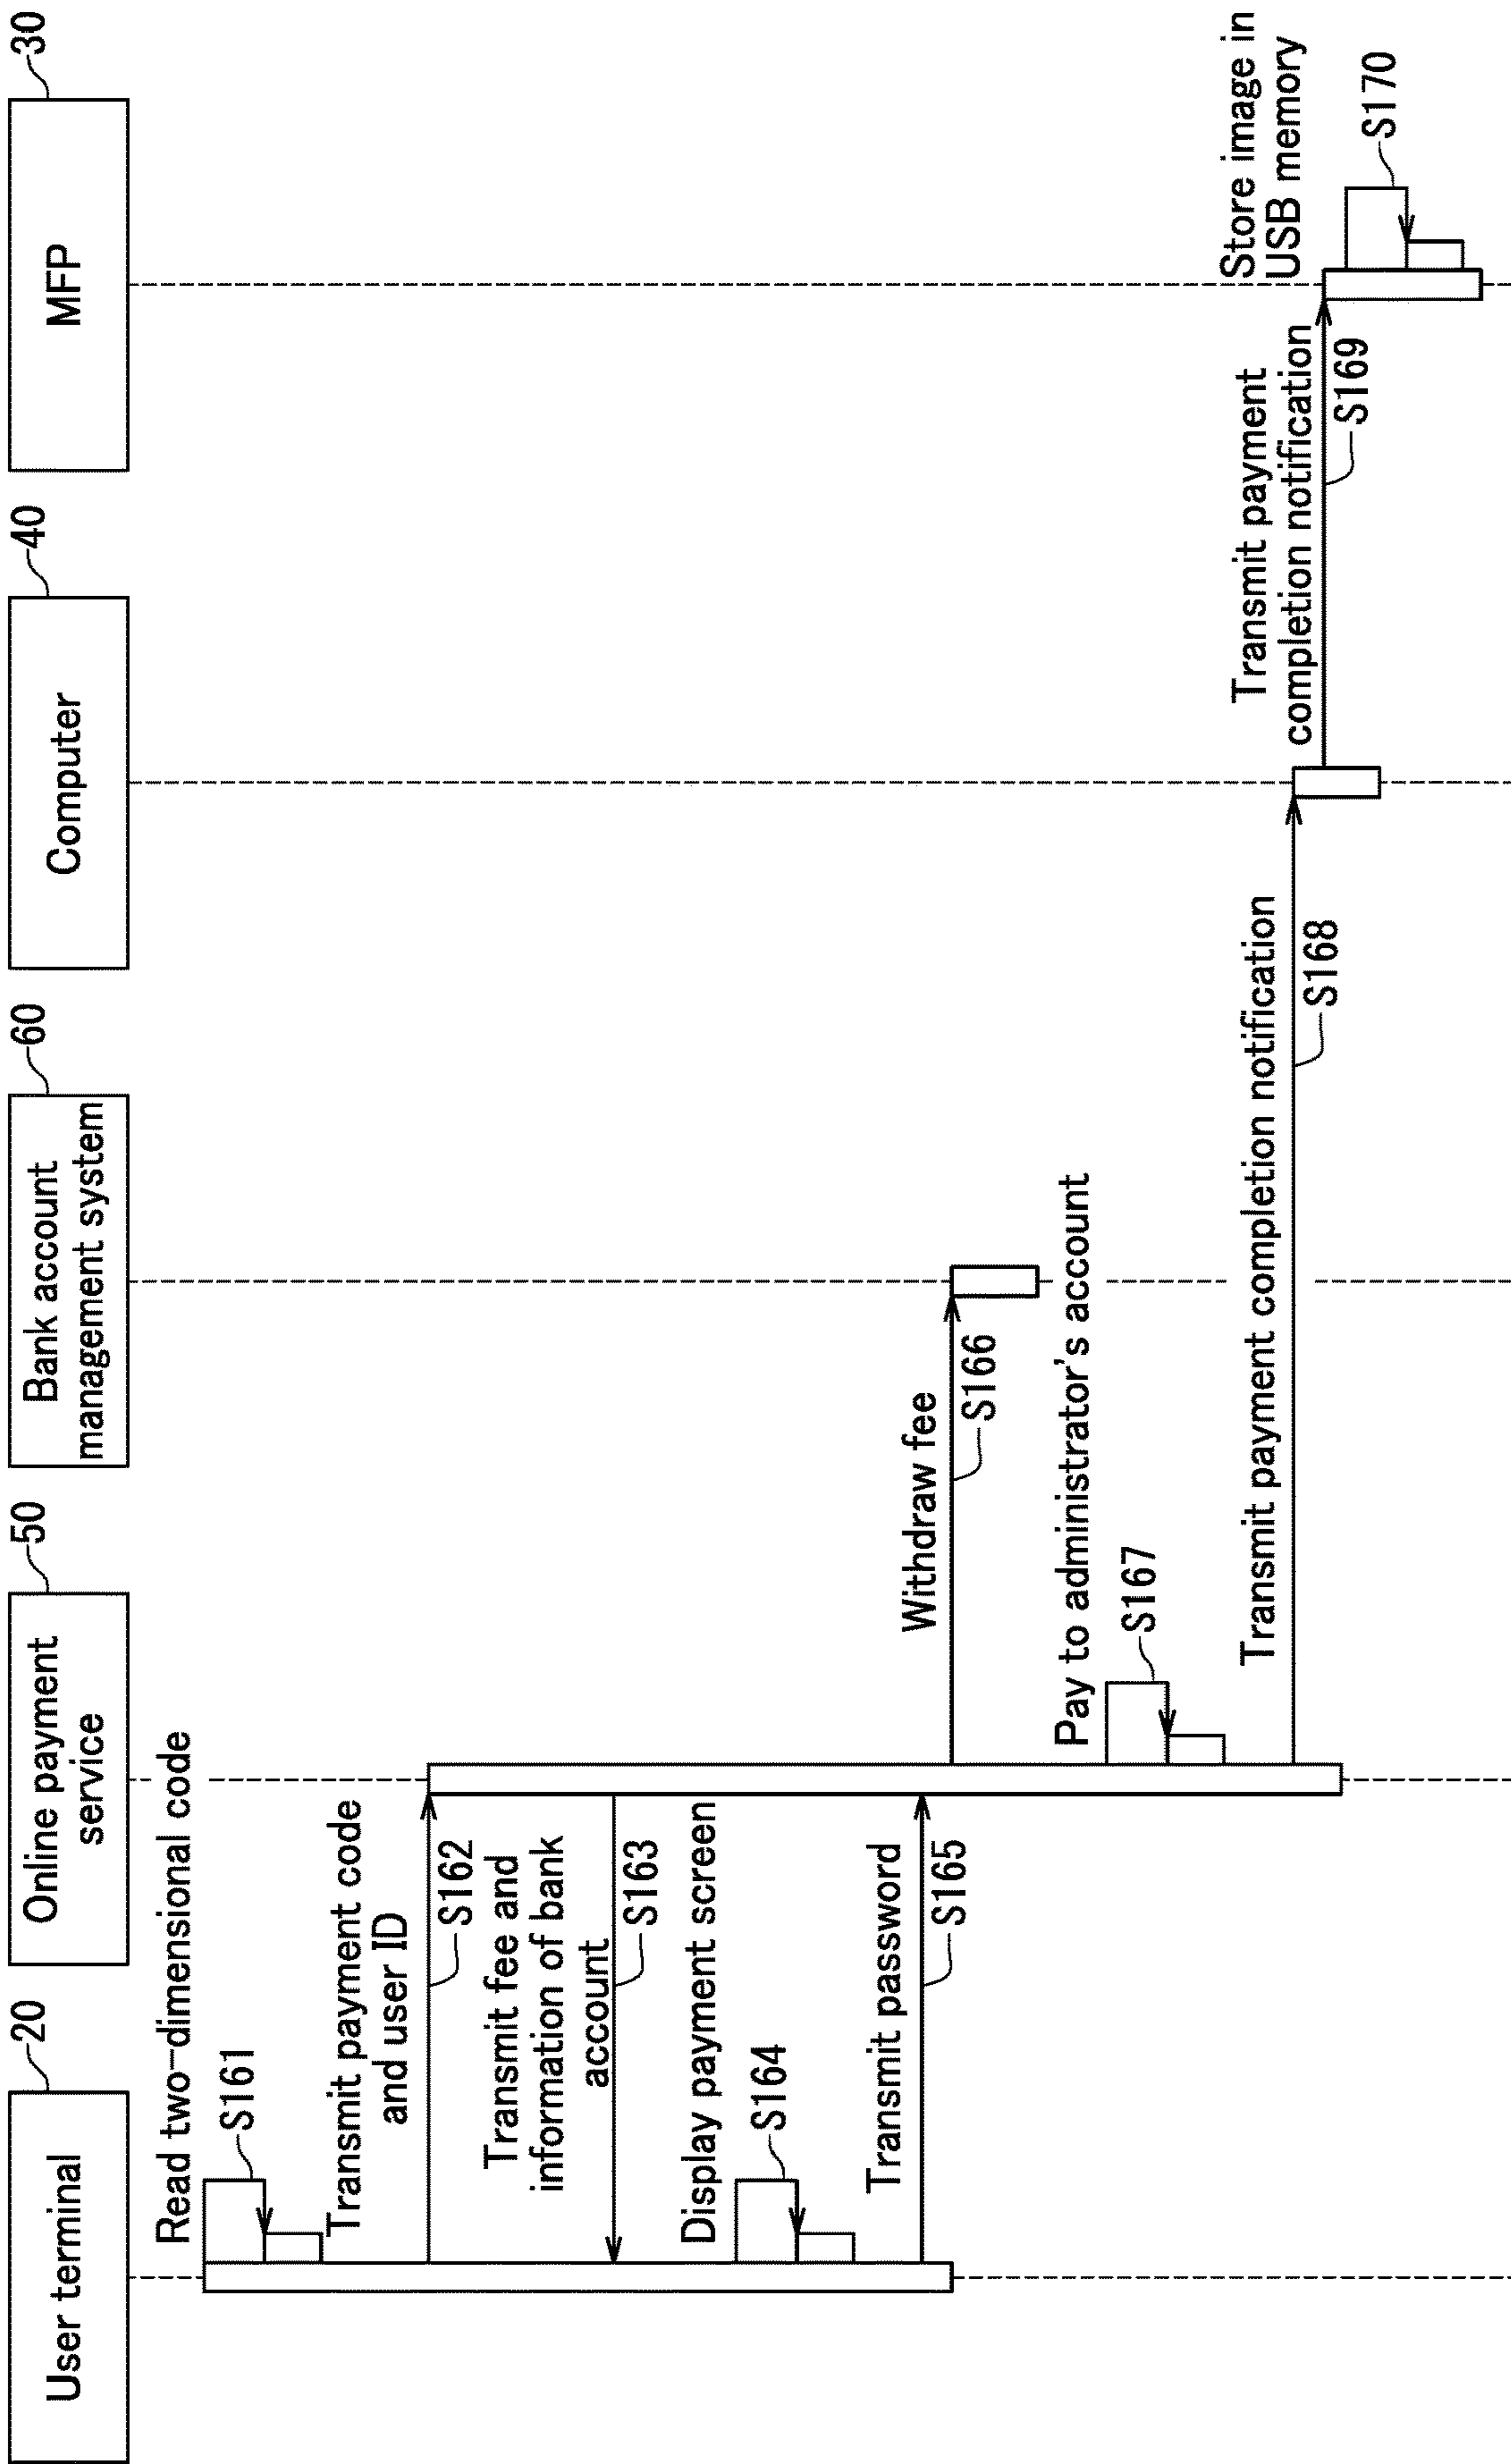 User terminal
20
Online payment
service
50
Bank account
management system
60
Computer
40
MFP
30
Read two-dimensional code
S161
Transmit payment code
and user ID
S162
Transmit fee and
information of bank
account
S163
Display payment screen
S164
Transmit password
S165
Withdraw fee
S166
Pay to administrator's account
S167
Transmit payment completion notification
S168
Transmit payment
completion notification
S169
Store image in
USB memory
S170